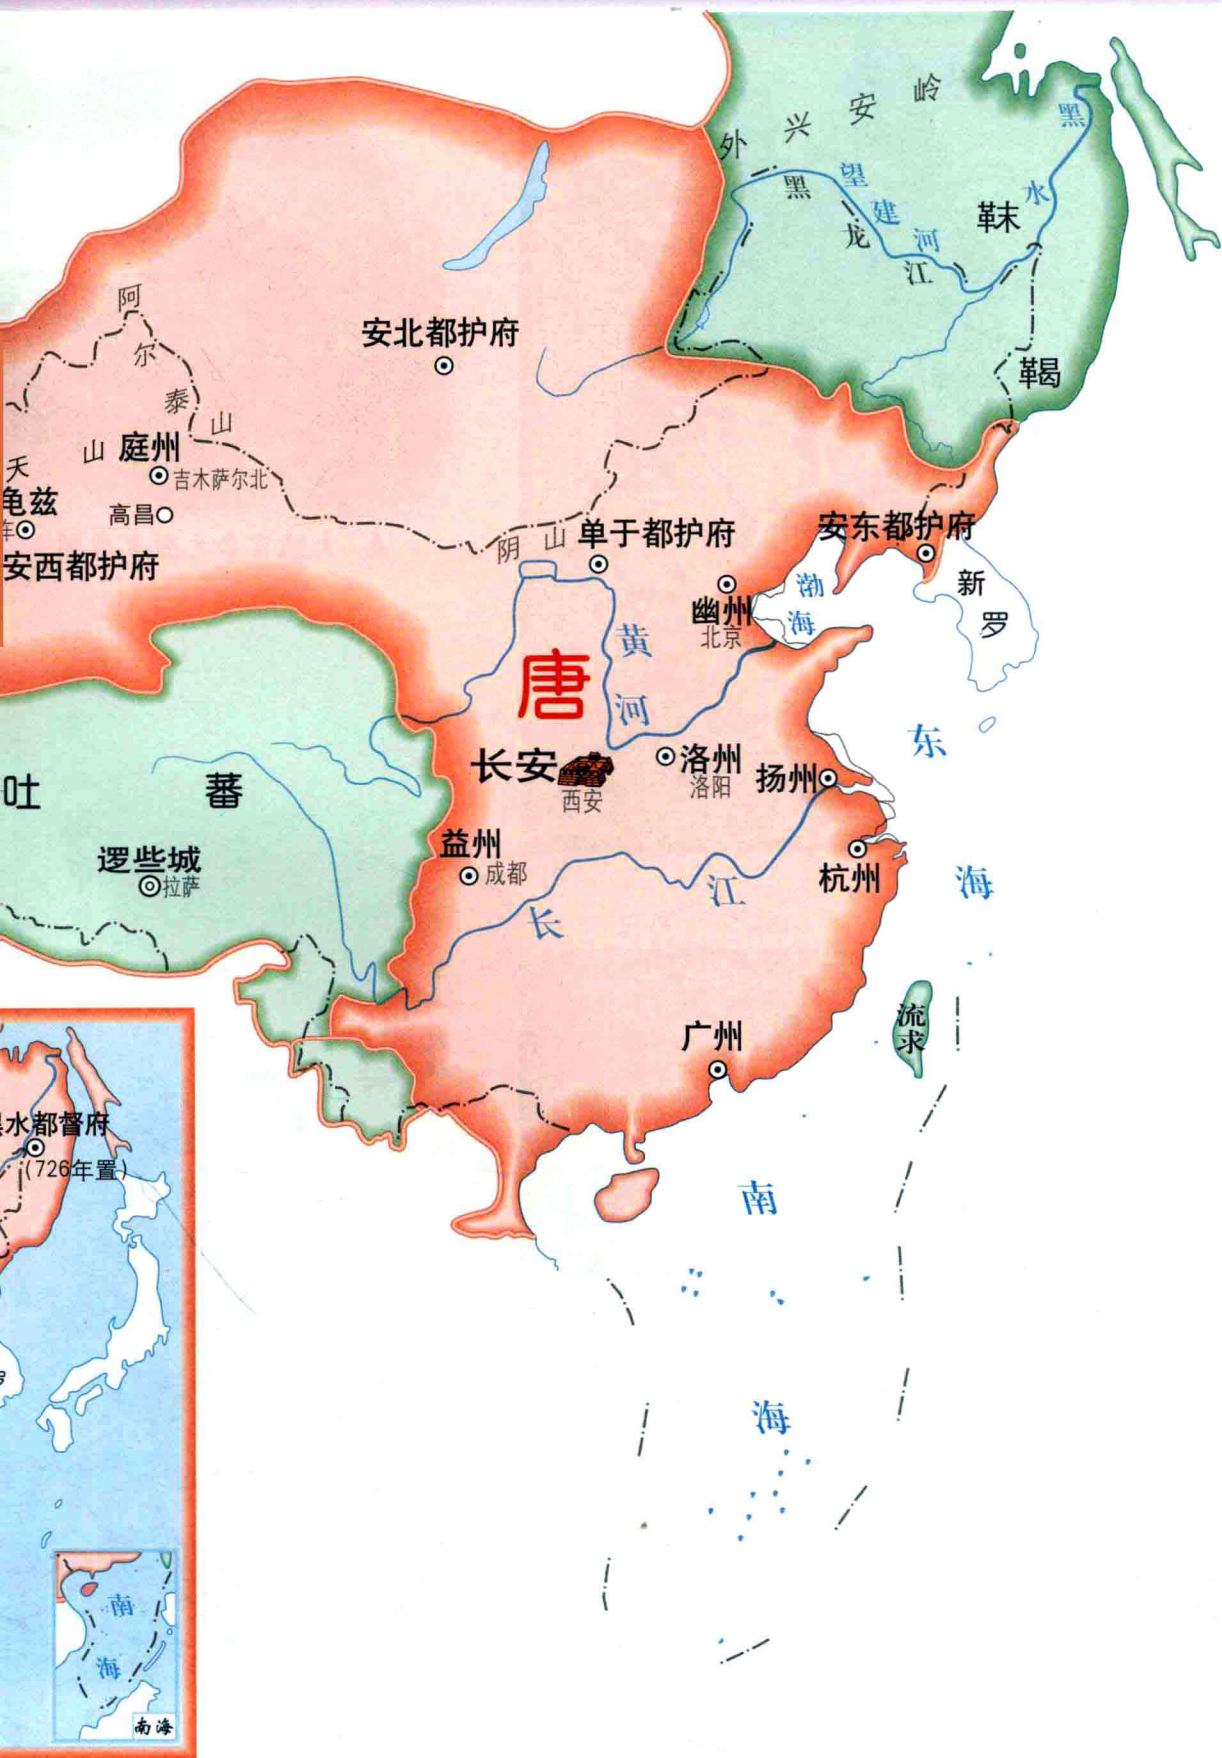 外兴安岭
黑水
望建河
黑龙江
靺鞨
阿尔泰山
安北都护府
天山
庭州
吉木萨尔北
龟兹
高昌
安西都护府
阴山
单于都护府
安东都护府
幽州
北京
渤海
新罗
黄河
唐
长安
西安
洛州
洛阳
扬州
东海
吐蕃
逻些城
拉萨
益州
成都
杭州
长江
广州
流求
南海
水都督府
(726年置)
南海
南海